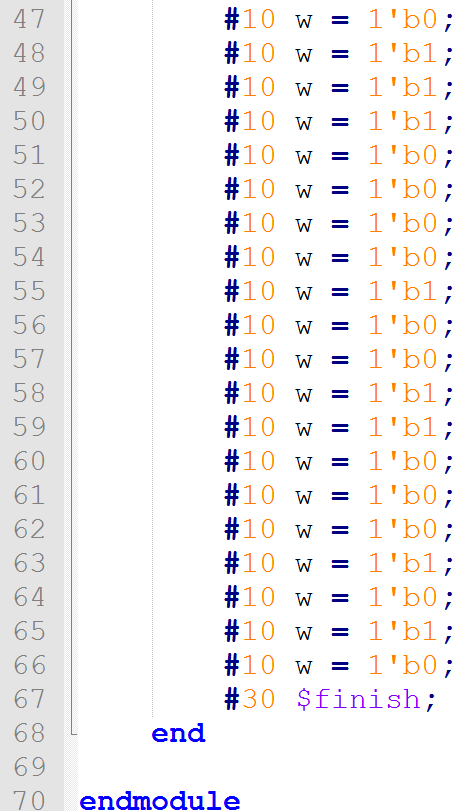 47 #10 w = 1'b0;
48 #10 w = 1'b1;
49 #10 w = 1'b1;
50 #10 w = 1'b1;
51 #10 w = 1'b0;
52 #10 w = 1'b0;
53 #10 w = 1'b0;
54 #10 w = 1'b0;
55 #10 w = 1'b1;
56 #10 w = 1'b0;
57 #10 w = 1'b0;
58 #10 w = 1'b1;
59 #10 w = 1'b1;
60 #10 w = 1'b0;
61 #10 w = 1'b0;
62 #10 w = 1'b0;
63 #10 w = 1'b1;
64 #10 w = 1'b0;
65 #10 w = 1'b1;
66 #10 w = 1'b0;
67 #30 $finish;
68 end
69
70 endmodule